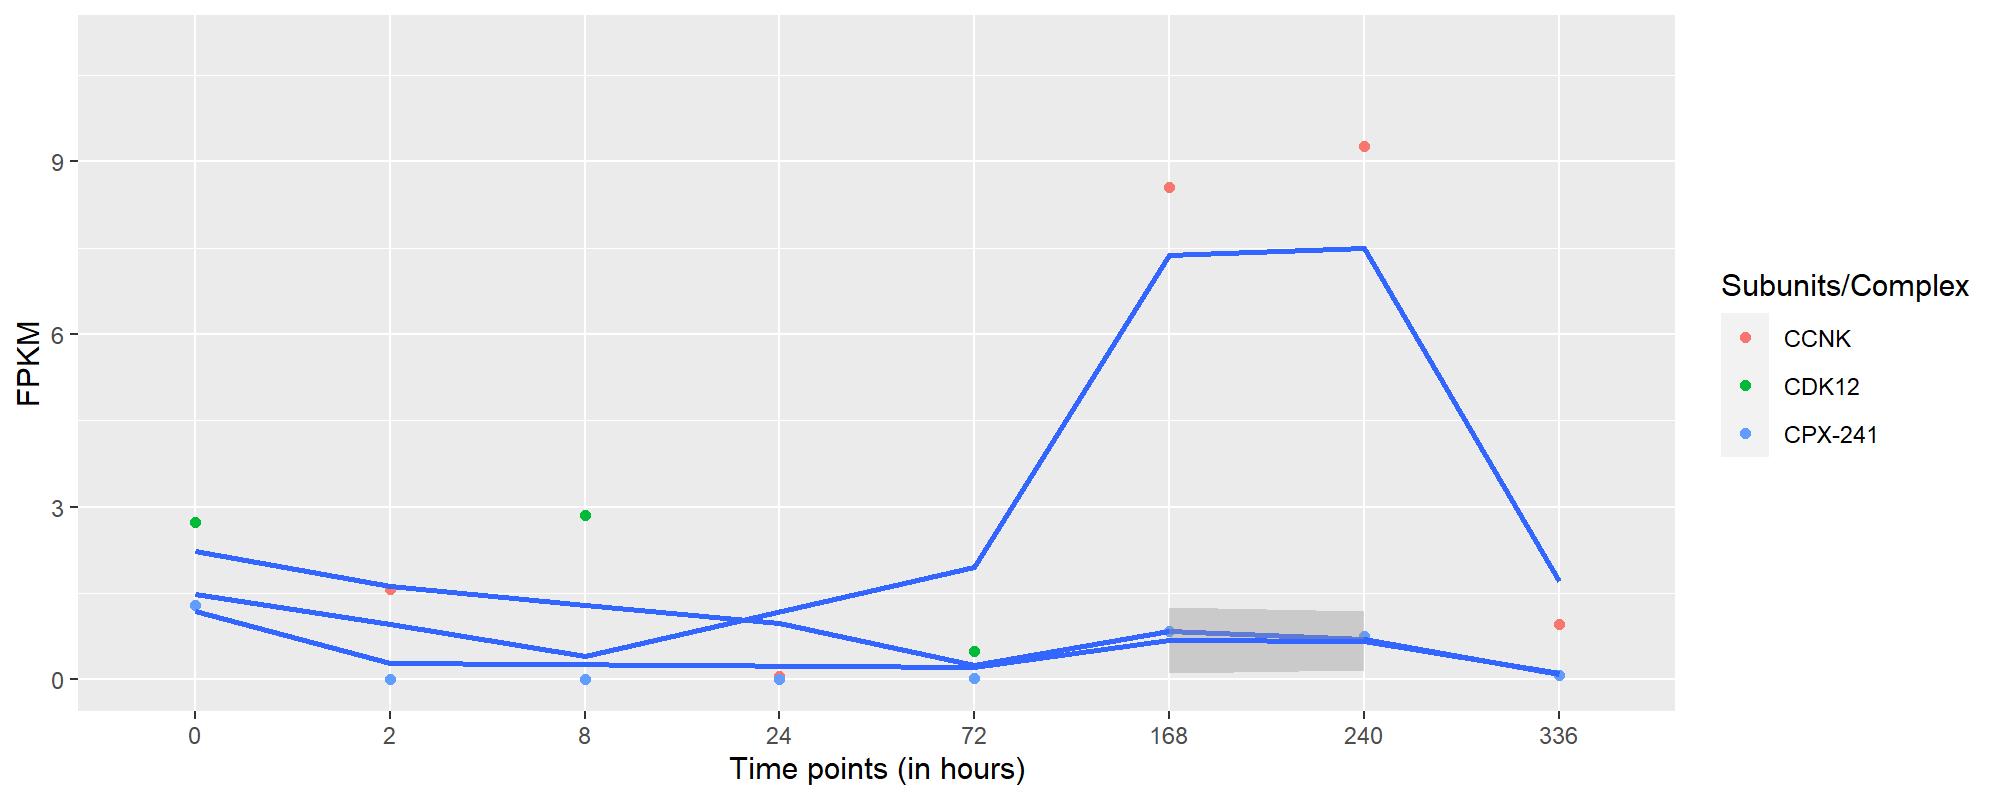 FPKM
9
6
3
0
0 2 8 24 72 168 240 336
Time points (in hours)
Subunits/Complex
CCNK
CDK12
CPX-241